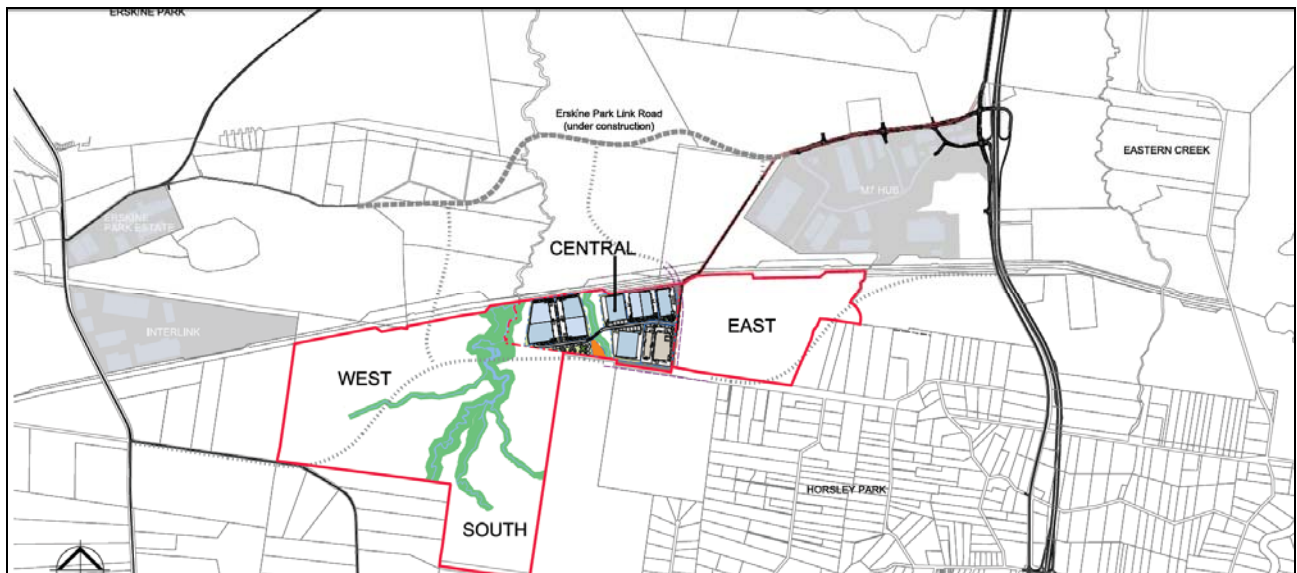 ERSKINE PARK
Erskine Park Link Road
(under construction)
EASTERN CREEK
M7 HUB
ERSKINE
PARK ESTATE
CENTRAL
INTERLINK
EAST
WEST
HORSLEY PARK
SOUTH